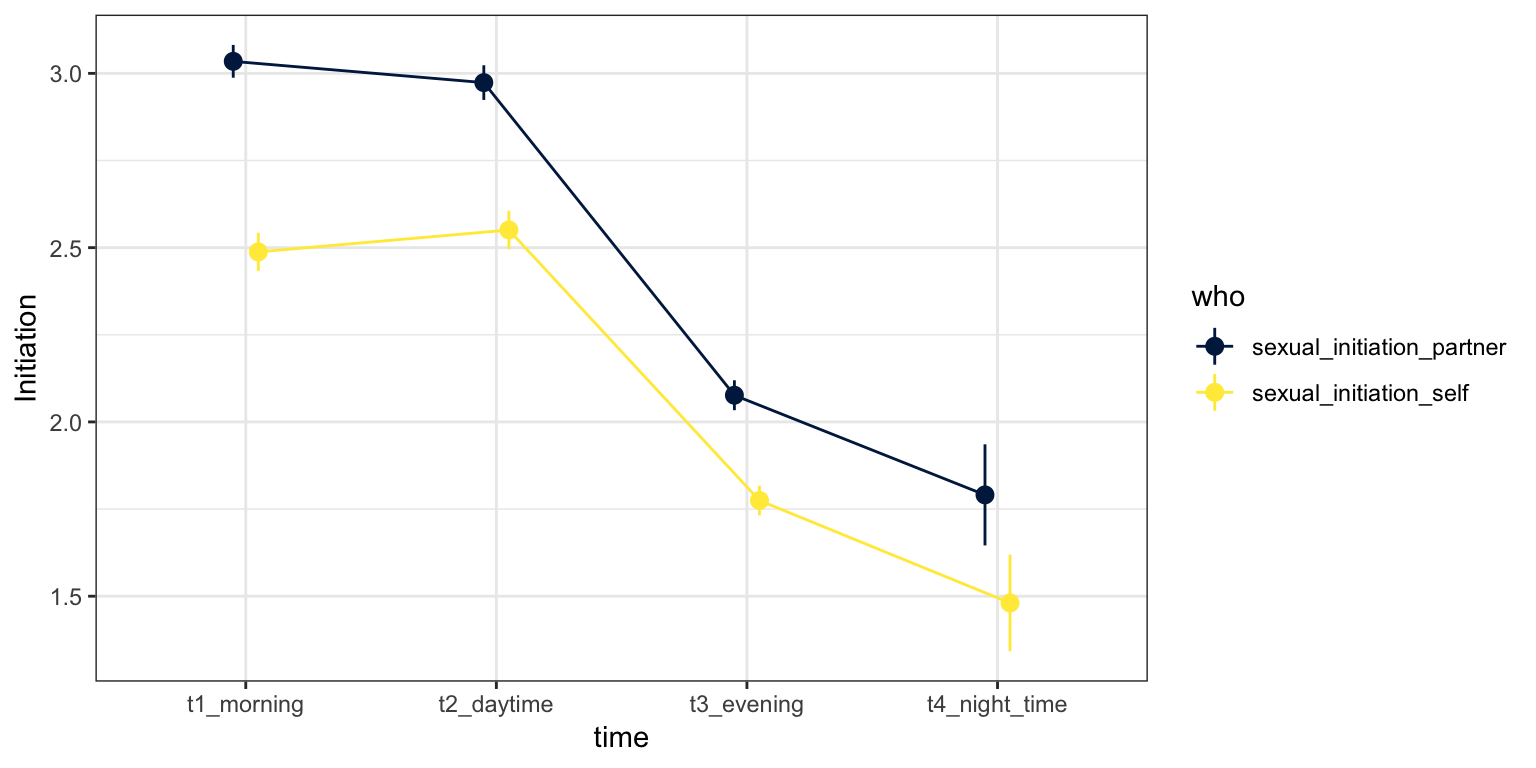 3.0
2.5
2.0
1.5
Initiation
t1_morning
t2_daytime
t3_evening
t4_night_time
time
who
sexual_initiation_partner
sexual_initiation_self